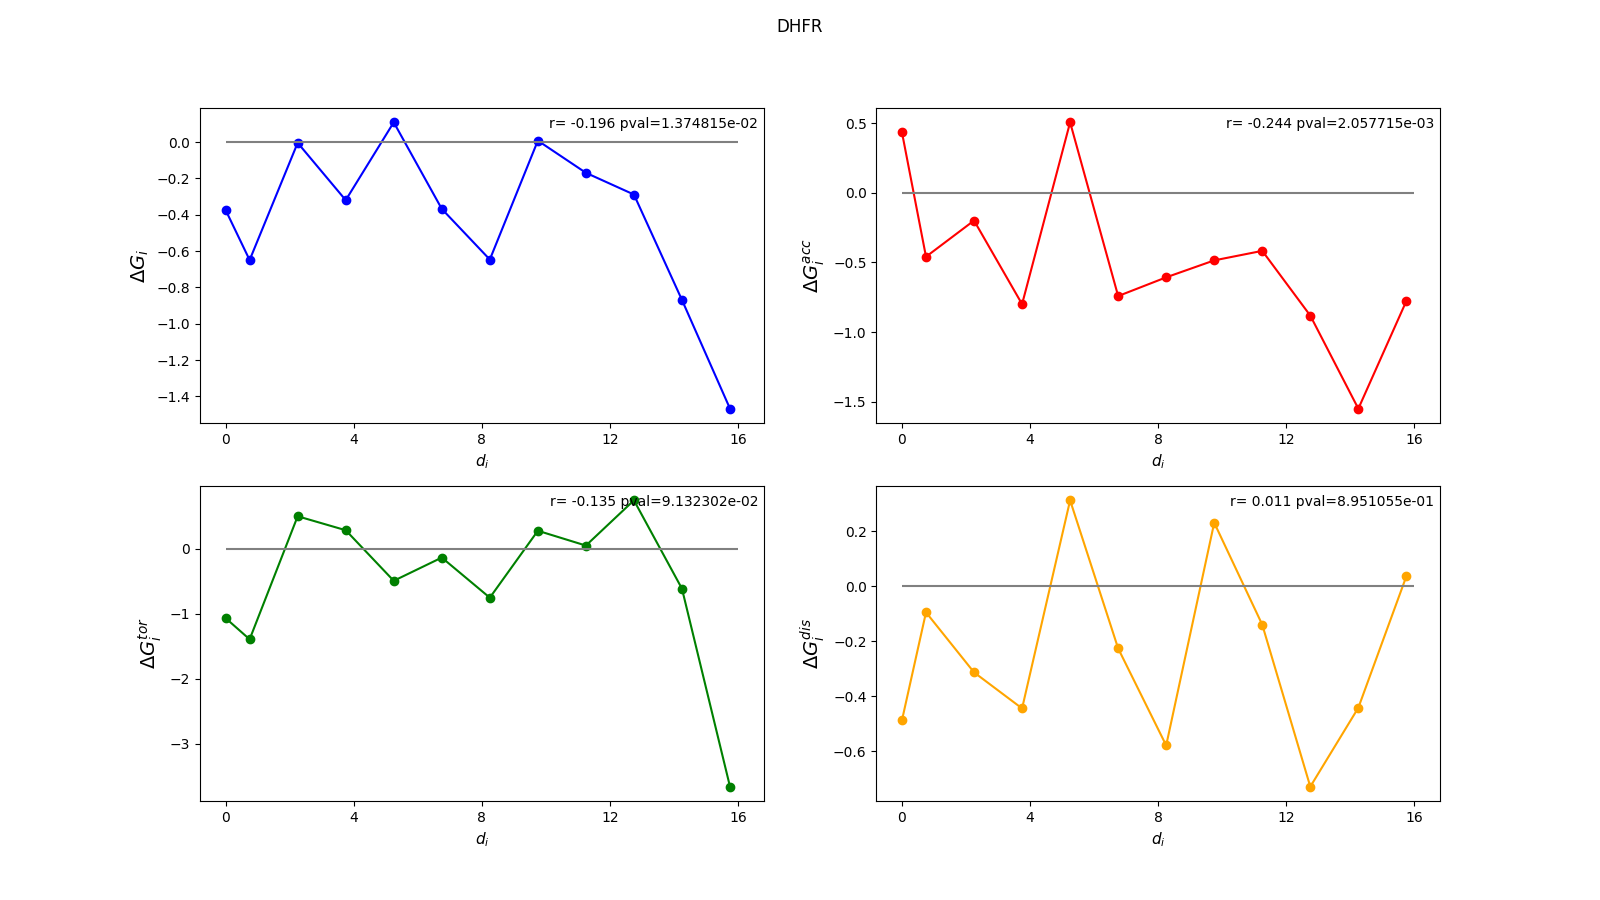 DHFR
r= -0.196 pval=1.374815e-02
0.0
−0.2
−0.4
−0.6
−0.8
−1.0
−1.2
−1.4
ΔG_i
0 4 8 12 16
d_i
r= -0.244 pval=2.057715e-03
0.5
0.0
−0.5
−1.0
−1.5
ΔG_i^{acc}
0 4 8 12 16
d_i
r= -0.135 pval=9.132302e-02
0
−1
−2
−3
ΔG_i^{tor}
0 4 8 12 16
d_i
r= 0.011 pval=8.951055e-01
0.2
0.0
−0.2
−0.4
−0.6
ΔG_i^{dis}
0 4 8 12 16
d_i